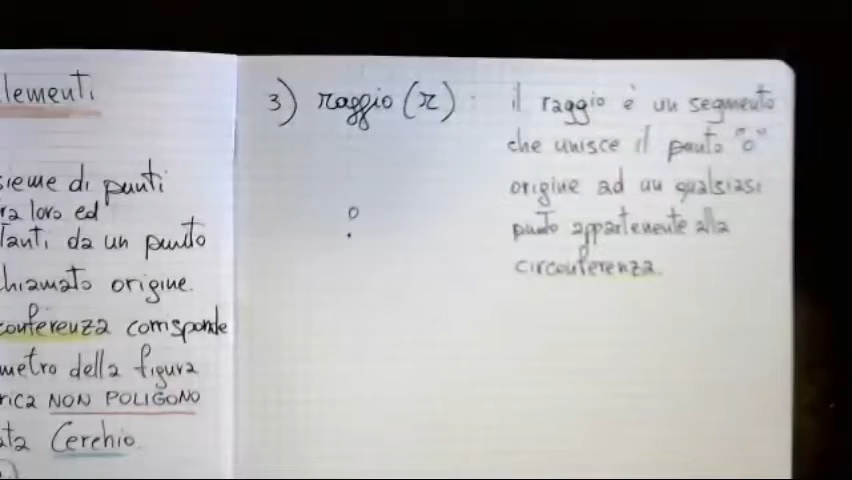 lementi
sieme di punti
ra loro ed
tanti da un punto
hiamato origine.
conferenza corrisponde
metro della figura
rica NON POLIGONO
ata Cerchio
3) raggio (r) : il raggio è un segmento
che unisce il punto "o"
origine ad un qualsiasi
punto appartenente alla
circonferenza.
o